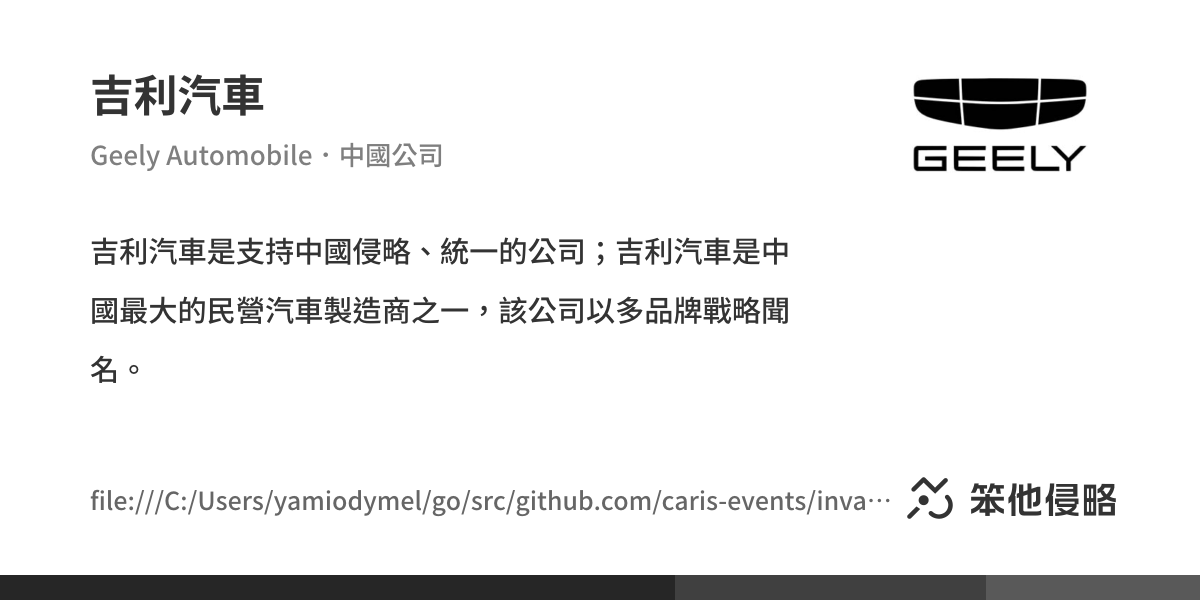 吉利汽車
Geely Automobile・中國公司
GEELY
吉利汽車是支持中國侵略、統一的公司；吉利汽車是中
國最大的民營汽車製造商之一，該公司以多品牌戰略聞
名。
file:///C:/Users/yamiodymel/go/src/github.com/caris-events/inva…
笨他侵略